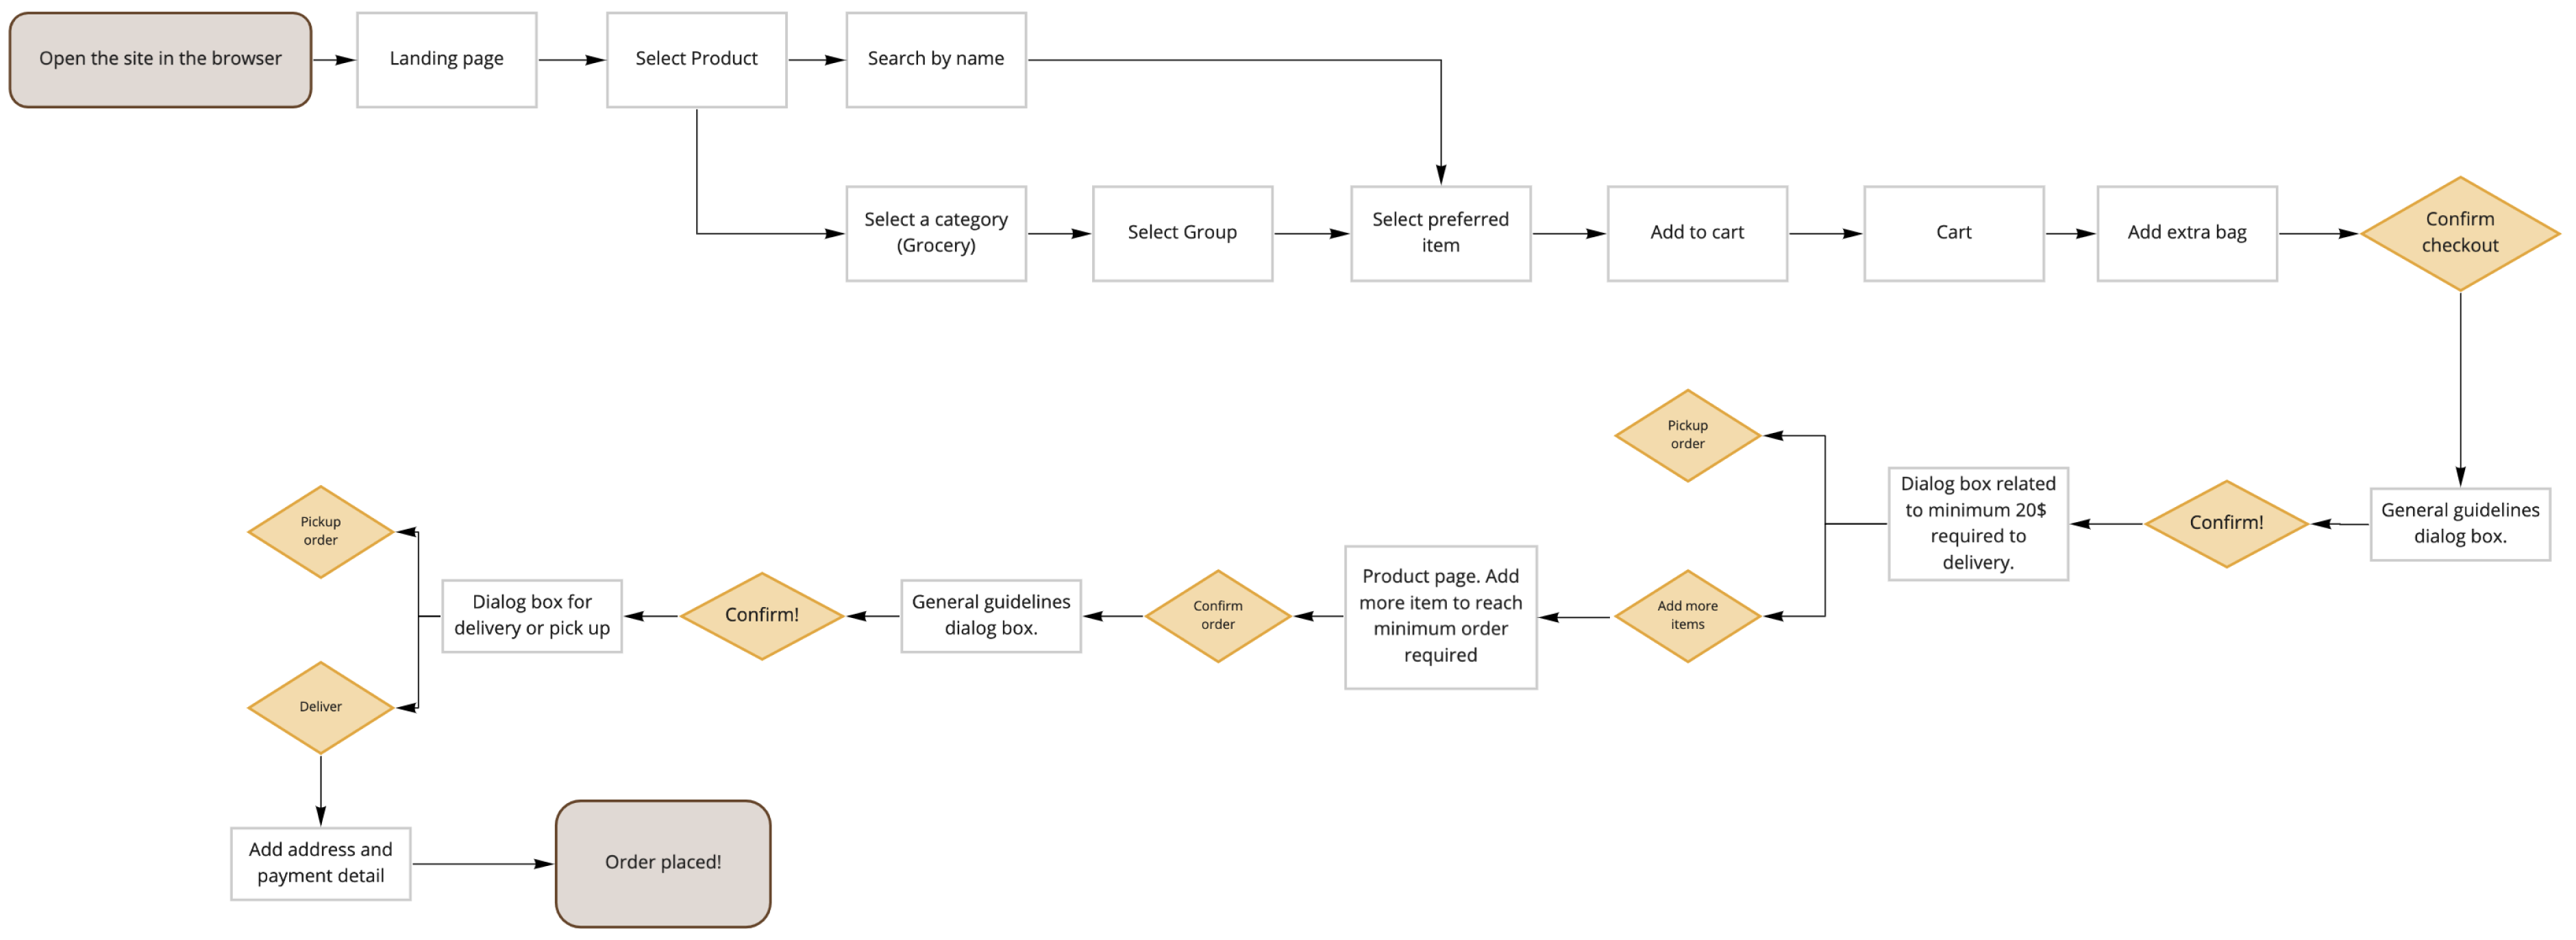 Open the site in the browser
Landing page
Select Product
Search by name
Select a category
(Grocery)
Select Group
Select preferred
item
Add to cart
Cart
Add extra bag
Confirm
checkout
General guidelines
dialog box.
Confirm!
Dialog box related
to minimum 20$
required to
delivery.
Pickup
order
Add more
items
Product page. Add
more item to reach
minimum order
required
Confirm
order
General guidelines
dialog box.
Confirm!
Dialog box for
delivery or pick up
Pickup
order
Deliver
Add address and
payment detail
Order placed!